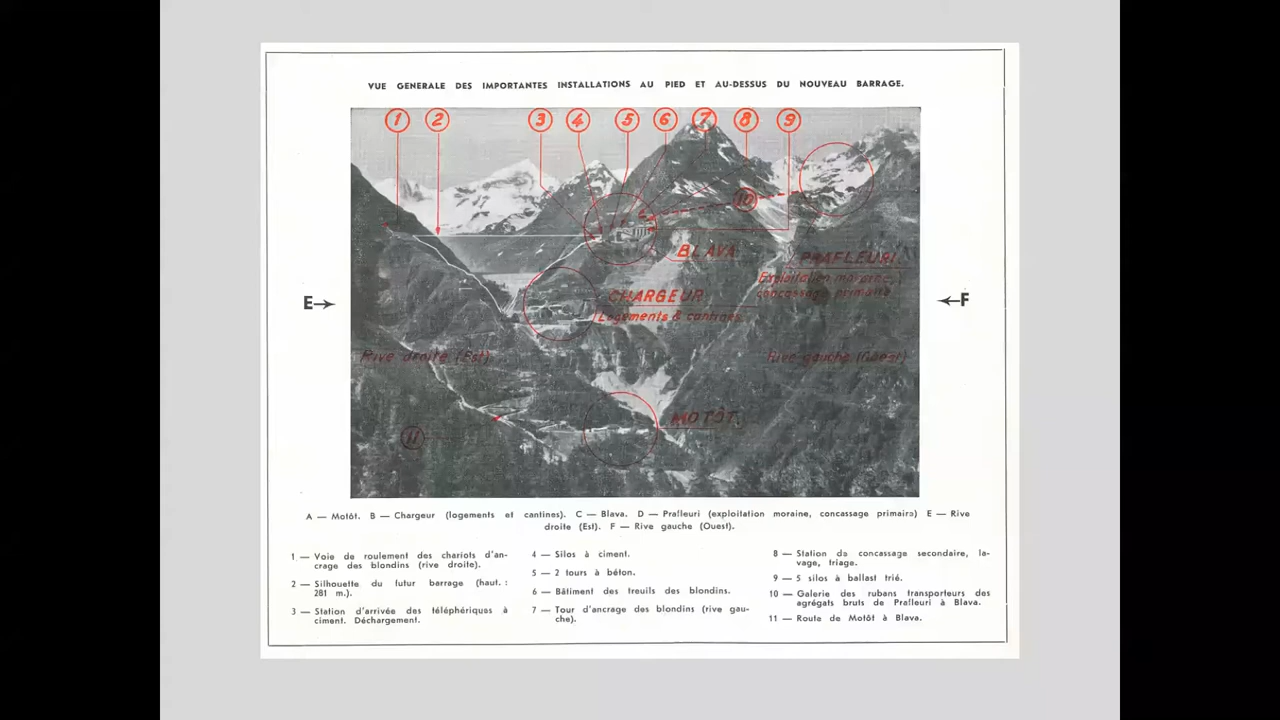 VUE GENERALE DES IMPORTANTES INSTALLATIONS AU PIED ET AU-DESSUS DU NOUVEAU BARRAGE.
1 2 3 4 5 6 7 8 9
10
BLAVA
PRAFLEURI
Exploitation moraine,
concassage primaire
CHARGEUR
Logements & cantines
E→
←F
Rive droite (Est)
Rive gauche (Ouest)
MOTÔT
11
A — Motôt. B — Chargeur (logements et cantines). C — Blava. D — Prafleuri (exploitation moraine, concassage primaire) E — Rive
droite (Est). F — Rive gauche (Ouest).
1 — Voie de roulement des chariots d'an-
crage des blondins (rive droite).
2 — Silhouette du futur barrage (haut. :
281 m.).
3 — Station d'arrivée des téléphériques à
ciment. Déchargement.
4 — Silos à ciment.
5 — 2 tours à béton.
6 — Bâtiment des treuils des blondins.
7 — Tour d'ancrage des blondins (rive gau-
che).
8 — Station de concassage secondaire, la-
vage, triage.
9 — 5 silos à ballast trié.
10 — Galerie des rubans transporteurs des
agrégats bruts de Prafleuri à Blava.
11 — Route de Motôt à Blava.